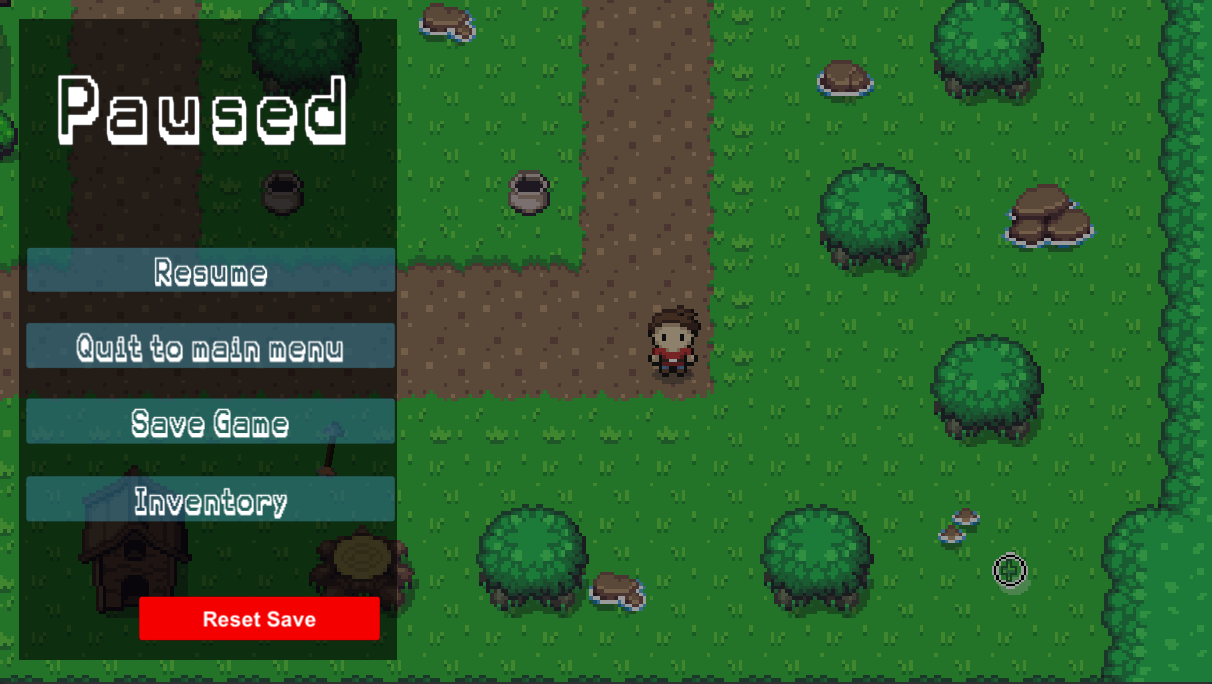 Paused
Resume
Quit to main menu
Save Game
Inventory
Reset Save